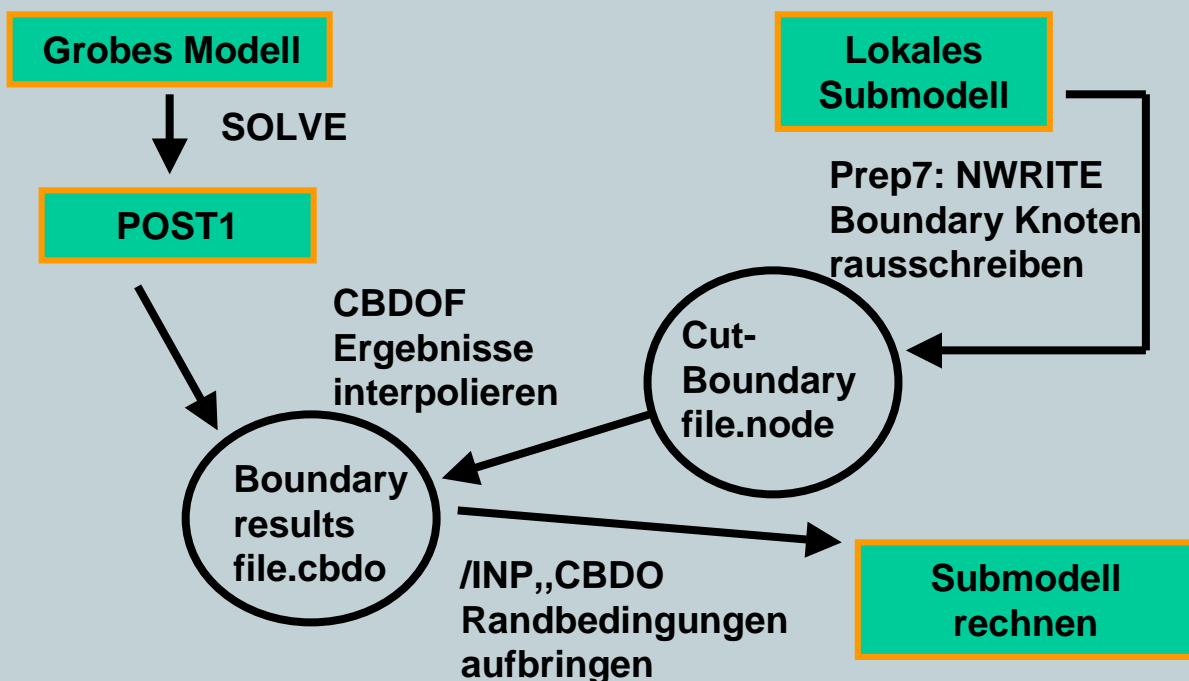 Grobes Modell
SOLVE
POST1
Lokales
Submodell
Prep7: NWRITE
Boundary Knoten
rausschreiben
CBDOF
Ergebnisse
interpolieren
Cut-
Boundary
file.node
Boundary
results
file.cbdo
/INP,,CBDO
Randbedingungen
aufbringen
Submodell
rechnen